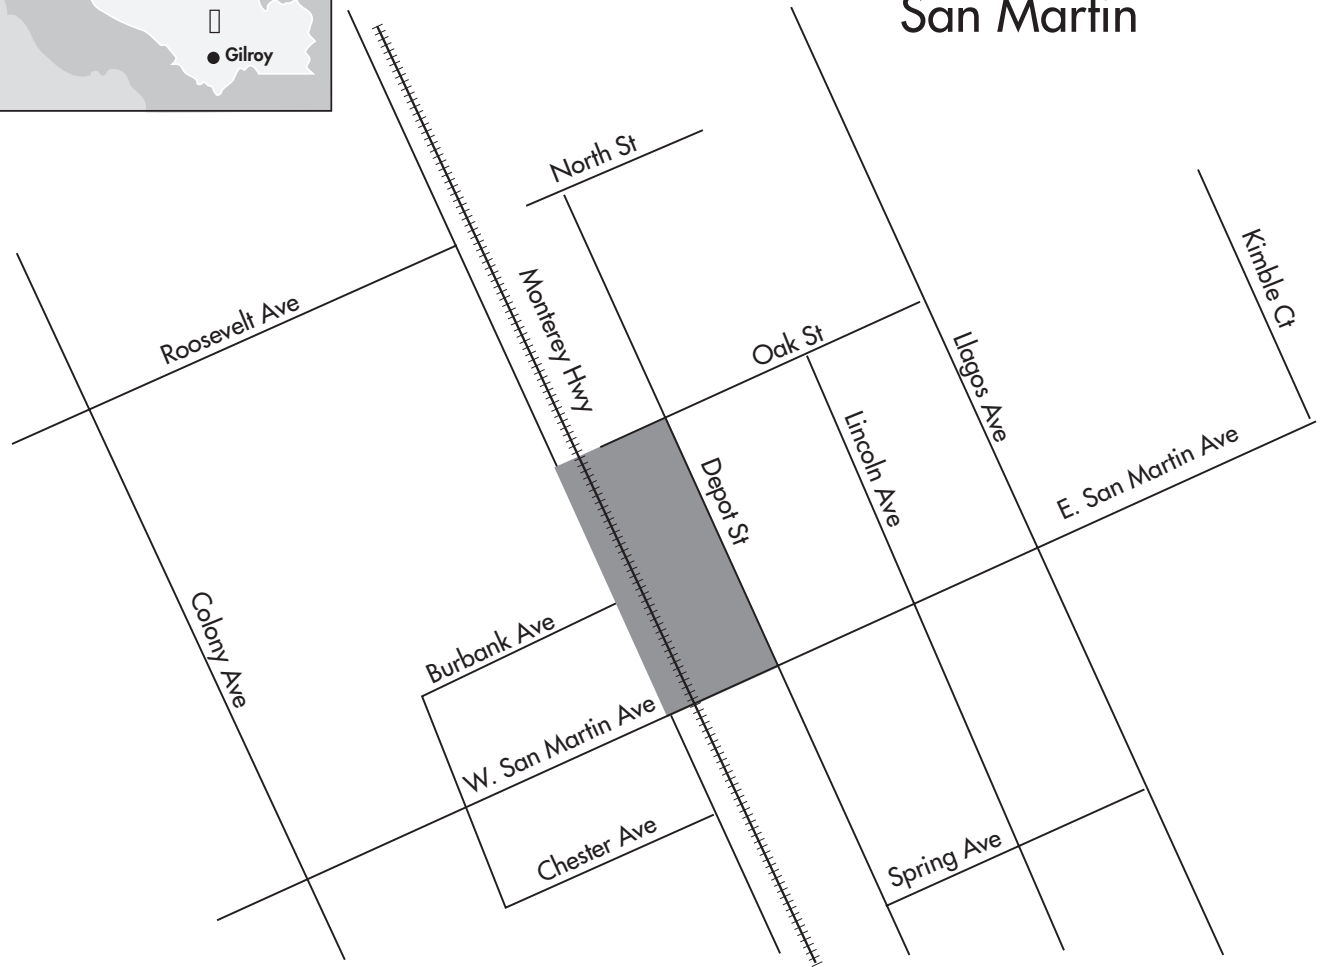 San Martin
Gilroy
North St
Kimble Ct
Roosevelt Ave
Monterey Hwy
Oak St
Llagos Ave
Lincoln Ave
E. San Martin Ave
Depot St
Colony Ave
Burbank Ave
W. San Martin Ave
Chester Ave
Spring Ave